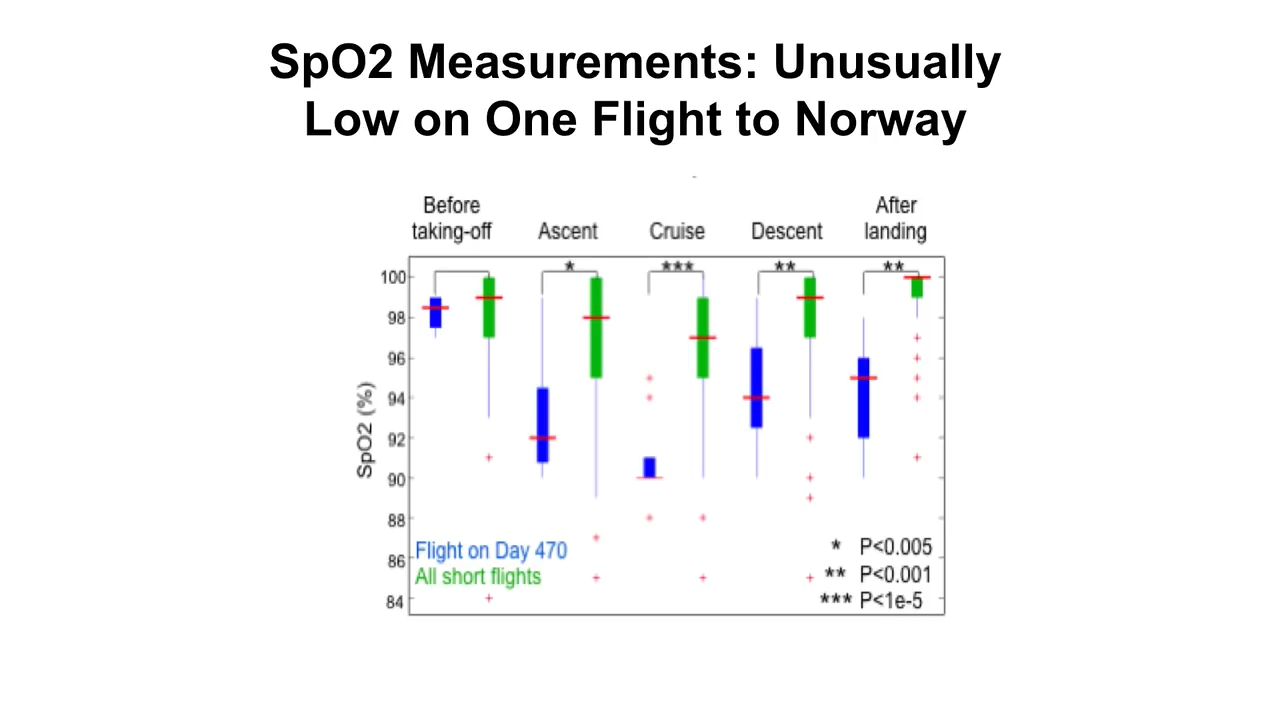 SpO2 Measurements: Unusually
Low on One Flight to Norway
Before
taking-off
Ascent
Cruise
Descent
After
landing
* *** ** **
100
98
96
94
92
90
88
86
84
SpO2 (%)
Flight on Day 470
All short flights
* P<0.005
** P<0.001
*** P<1e-5